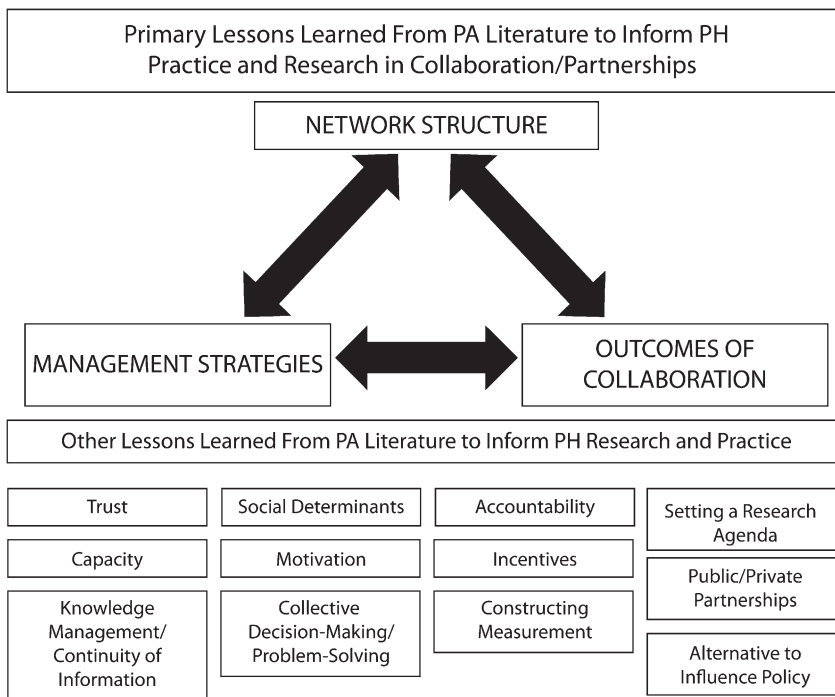 Primary Lessons Learned From PA Literature to Inform PH
Practice and Research in Collaboration/Partnerships
NETWORK STRUCTURE
MANAGEMENT STRATEGIES
OUTCOMES OF
COLLABORATION
Other Lessons Learned From PA Literature to Inform PH Research and Practice
Trust
Social Determinants
Accountability
Setting a Research
Agenda
Capacity
Motivation
Incentives
Public/Private
Partnerships
Knowledge
Management/
Continuity of
Information
Collective
Decision-Making/
Problem-Solving
Constructing
Measurement
Alternative to
Influence Policy